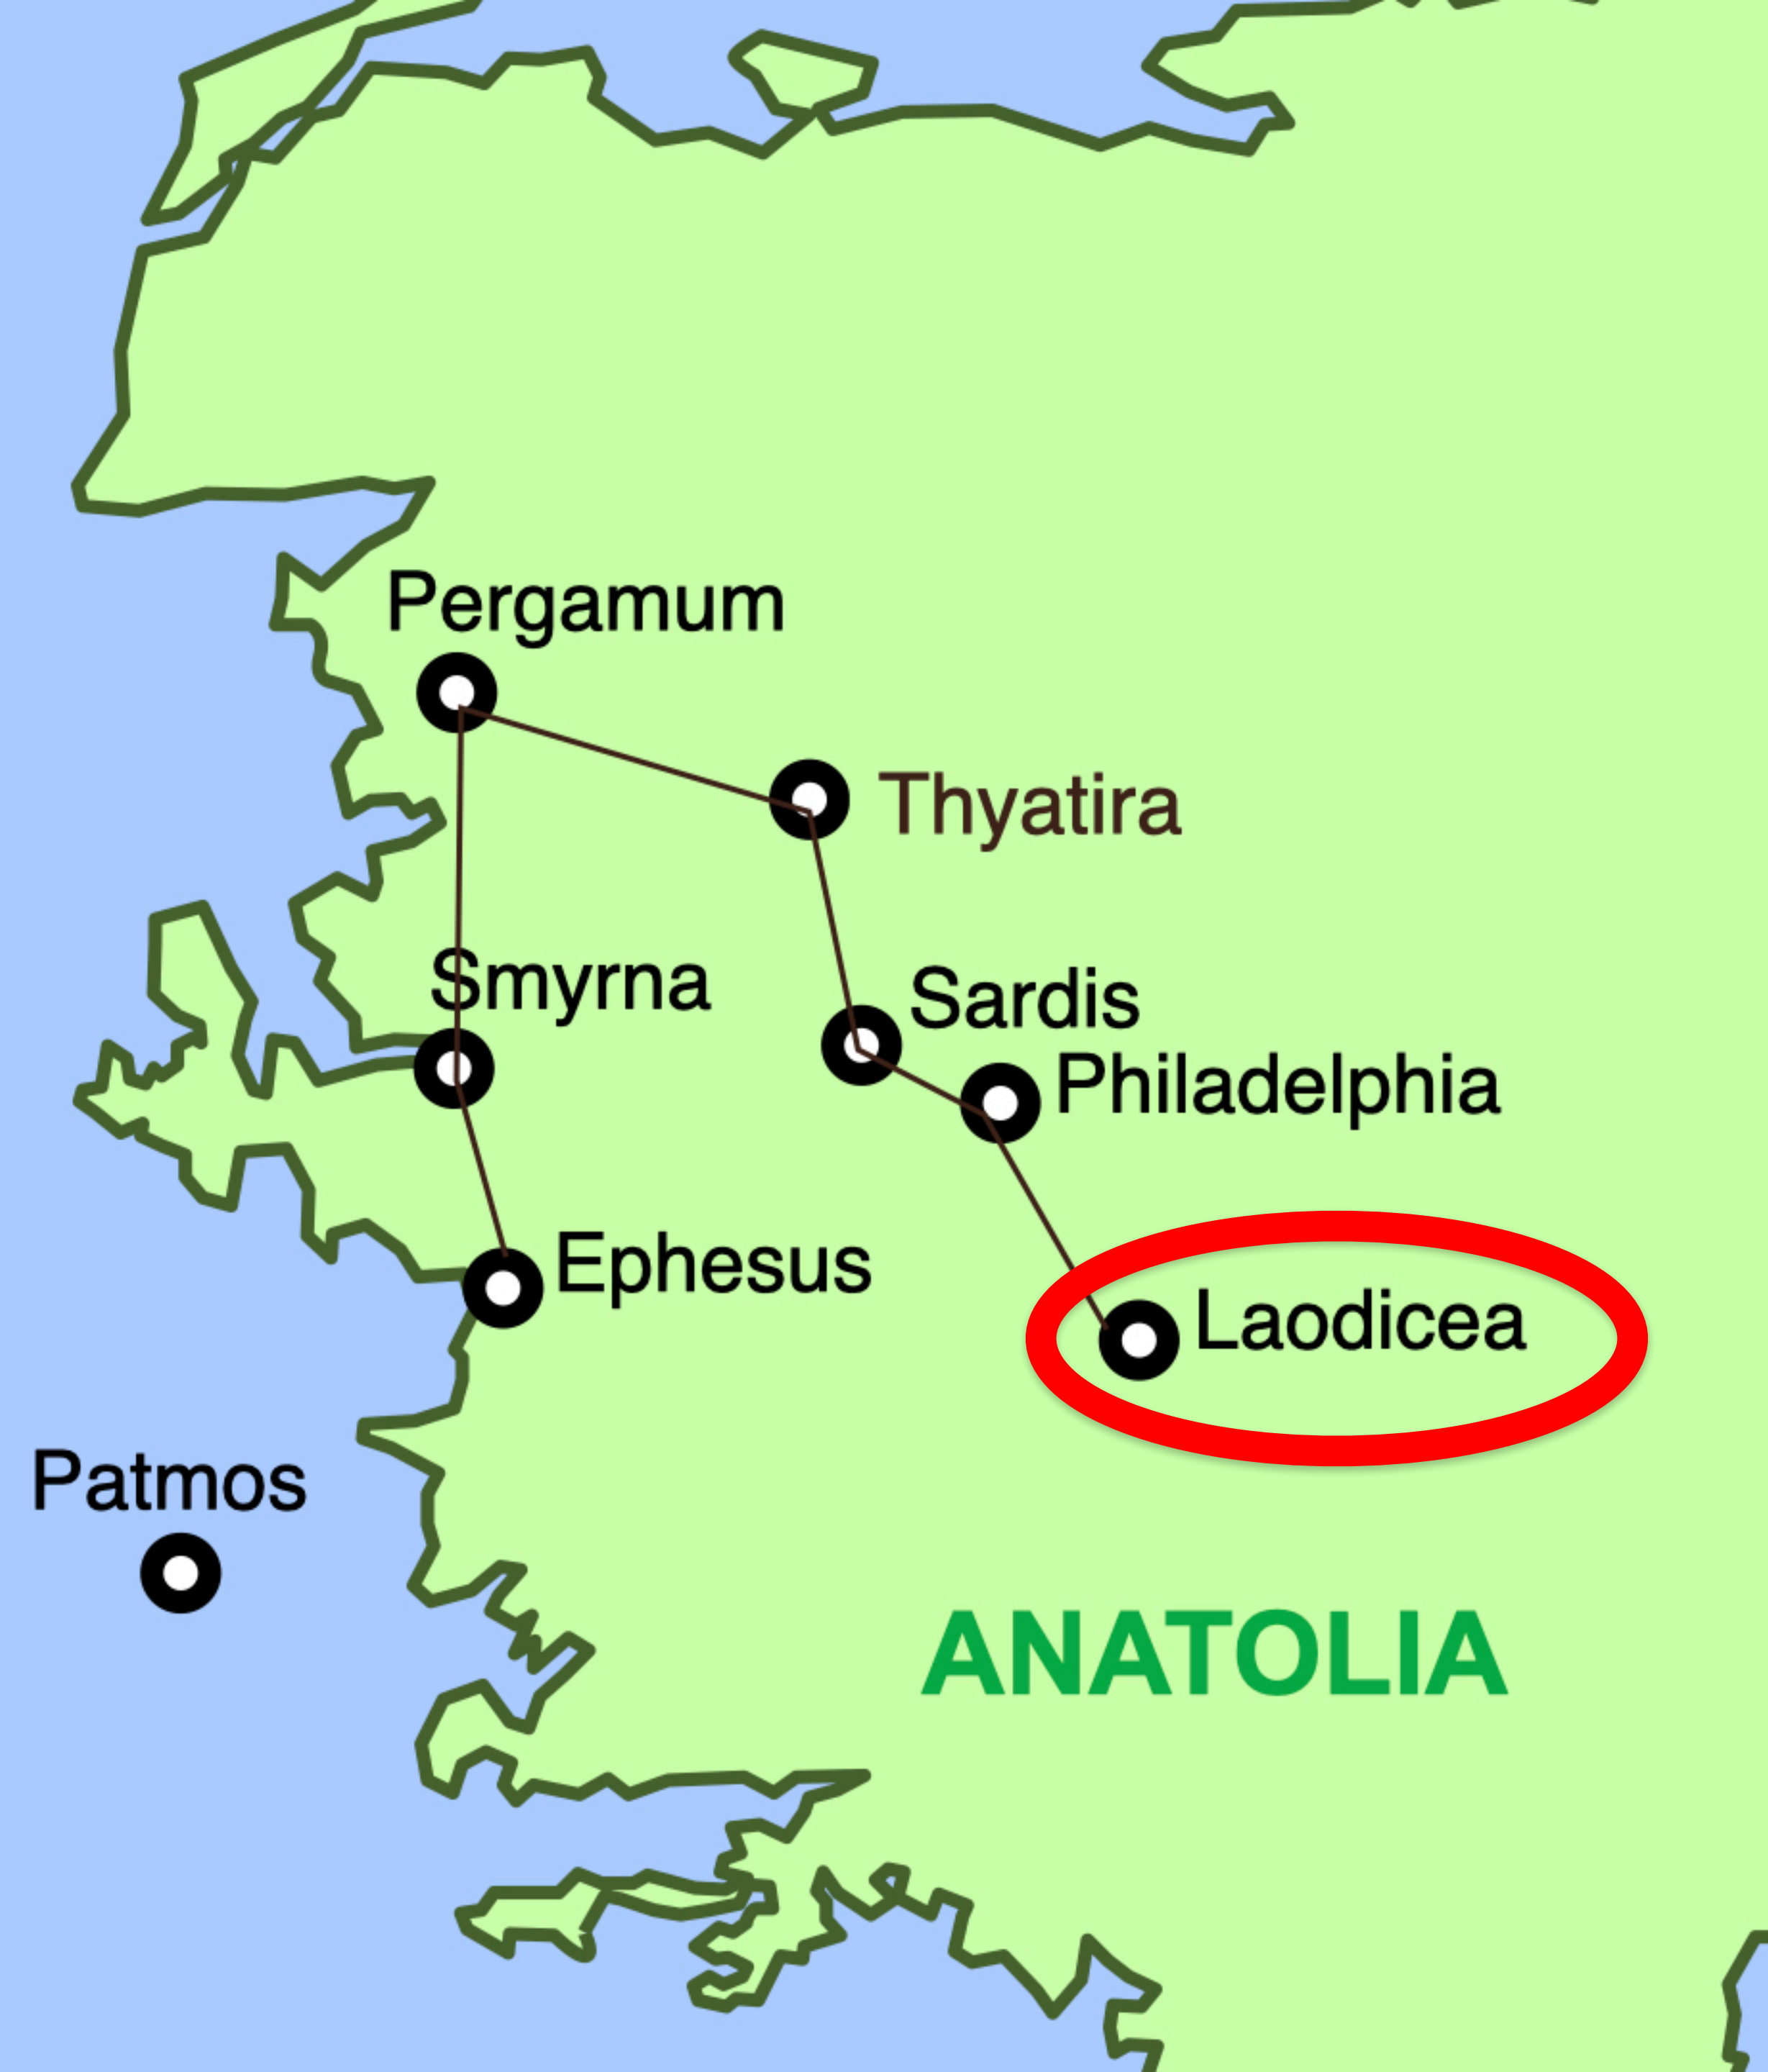 Pergamum
Thyatira
Smyrna
Sardis
Philadelphia
Ephesus
Laodicea
Patmos
ANATOLIA